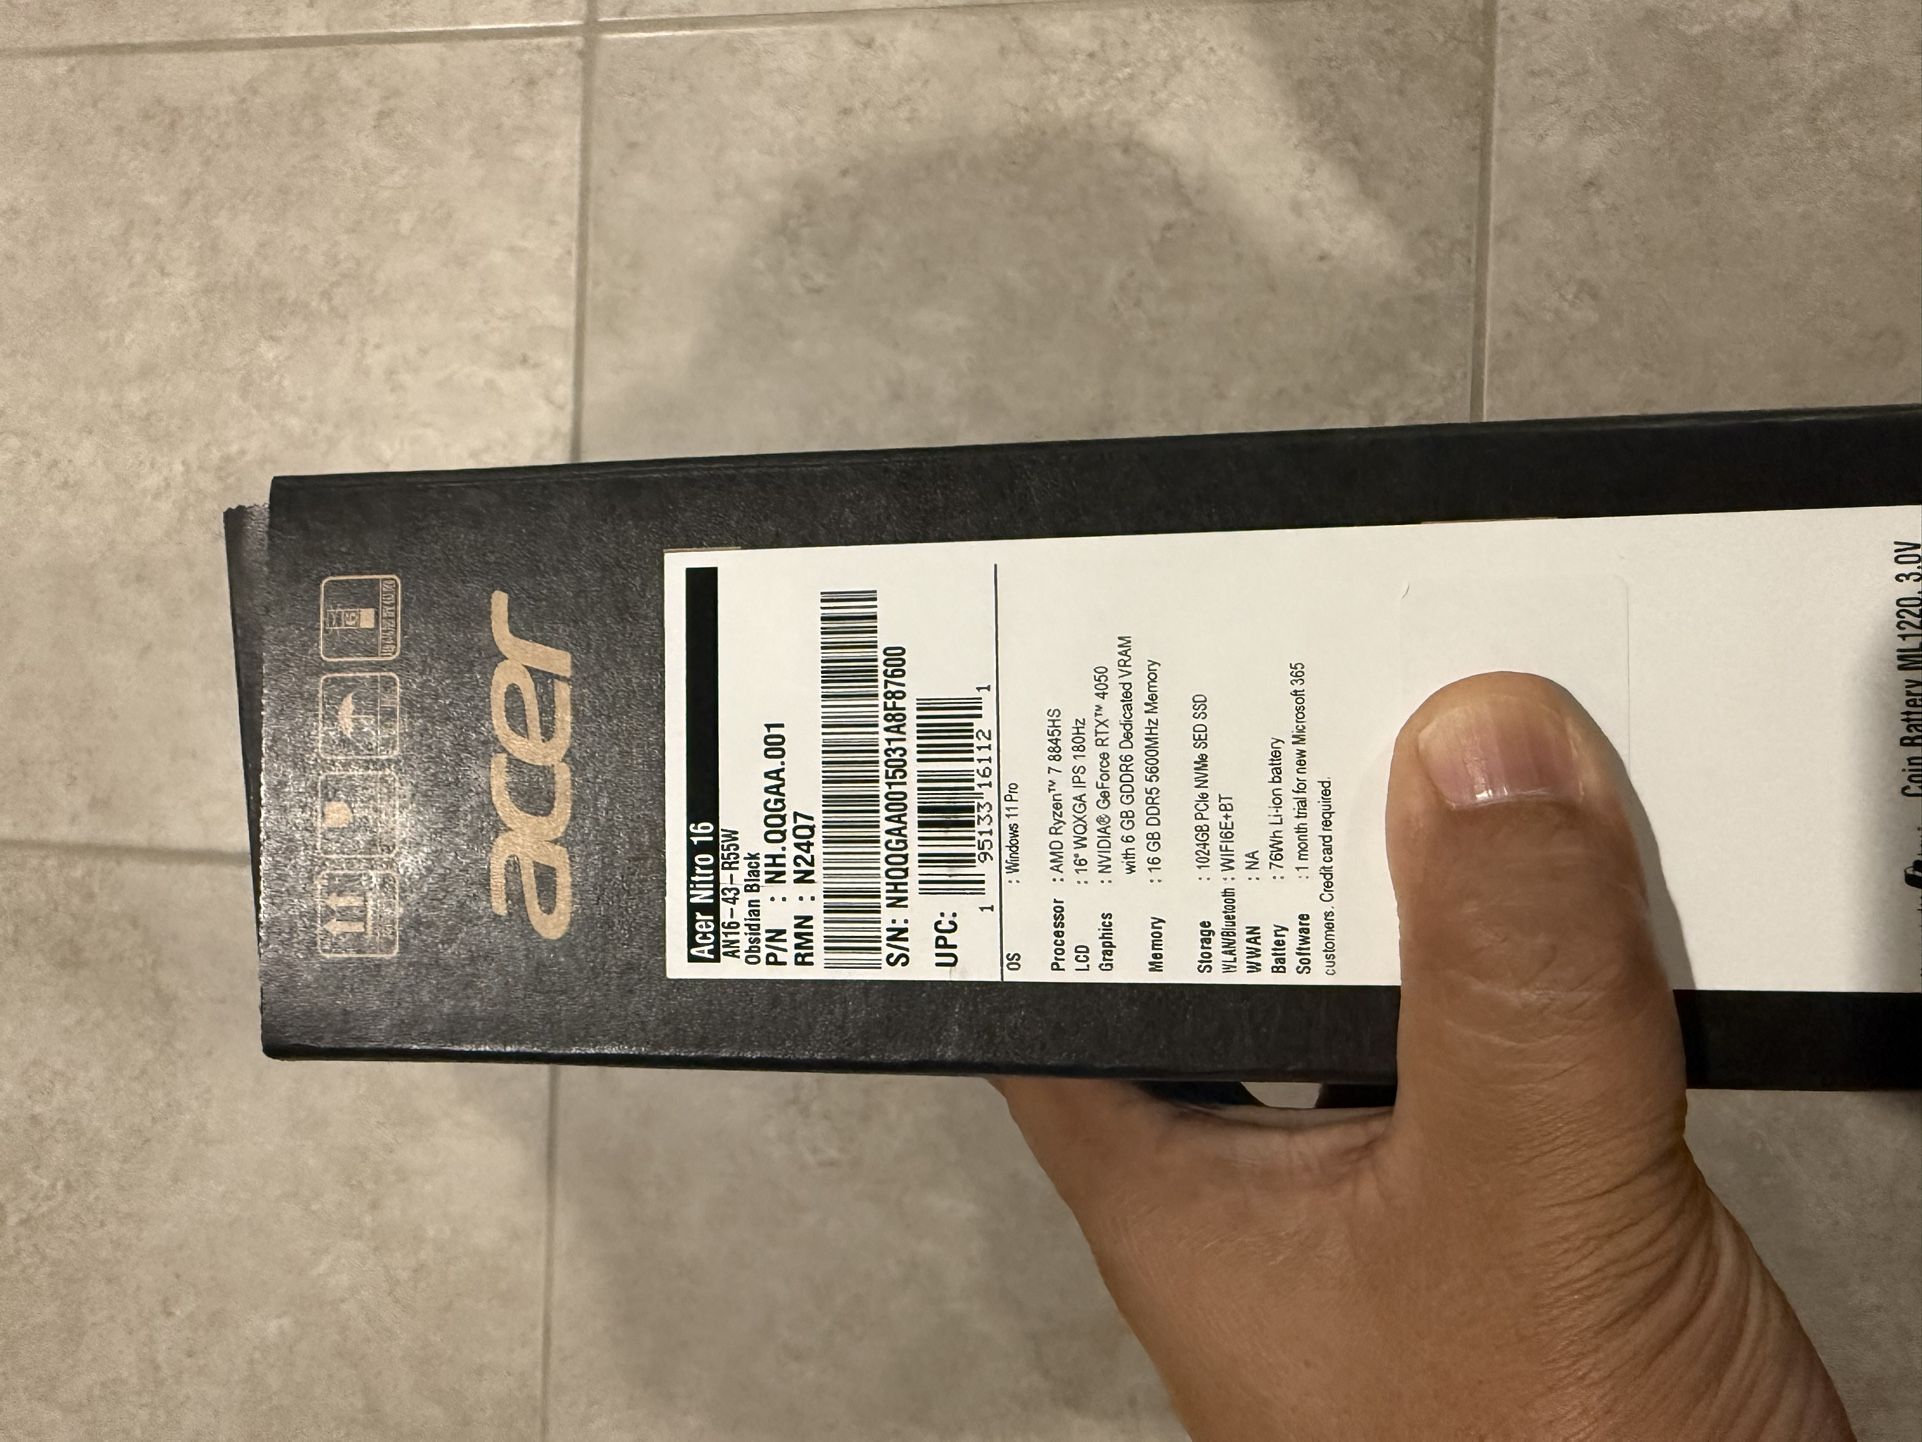 acer
Acer Nitro 16
AN16-43-R55W
Obsidian Black
P/N : NH.QQGAA.001
RMN : N24Q7
S/N: NHQQGAA0015031A8F87600
UPC:
1 95133 16112 1
OS : Windows 11 Pro
Processor : AMD Ryzen™ 7 8845HS
LCD : 16" WQXGA IPS 180Hz
Graphics : NVIDIA® GeForce RTX™ 4050
with 6 GB GDDR6 Dedicated VRAM
Memory : 16 GB DDR5 5600MHz Memory
Storage : 1024GB PCIe NVMe SED SSD
WLAN/Bluetooth : WIFI6E+BT
WWAN : NA
Battery : 76Wh Li-ion battery
Software : 1 month trial for new Microsoft 365
customers. Credit card required.
Coin Battery ML1220, 3.0V